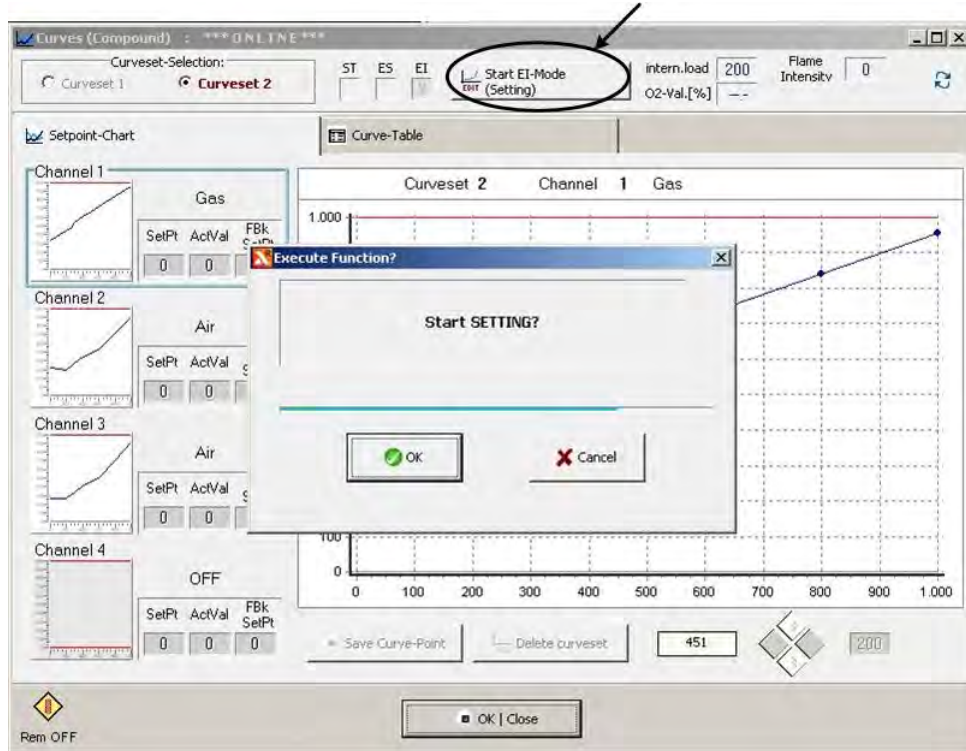 Curves (Compound) : *** ONLINE ***
Curveset-Selection:
Curveset 1 Curveset 2
ST ES EI
EDIT Start EI-Mode
(Setting)
intern.load 200
O2-Val.[%] --.-
Flame
Intensity 0
Setpoint-Chart
Curve-Table
Channel 1
Gas
SetPt ActVal FBk
SetPt
0 0
Channel 2
Air
SetPt ActVal
0 0
Channel 3
Air
SetPt ActVal
0 0
Channel 4
OFF
SetPt ActVal FBk
SetPt
0 0 0
Curveset 2 Channel 1 Gas
1.000
100
0
0 100 200 300 400 500 600 700 800 900 1.000
Execute Function?
Start SETTING?
OK Cancel
Save Curve-Point Delete curveset 451 200
Rem OFF
OK | Close